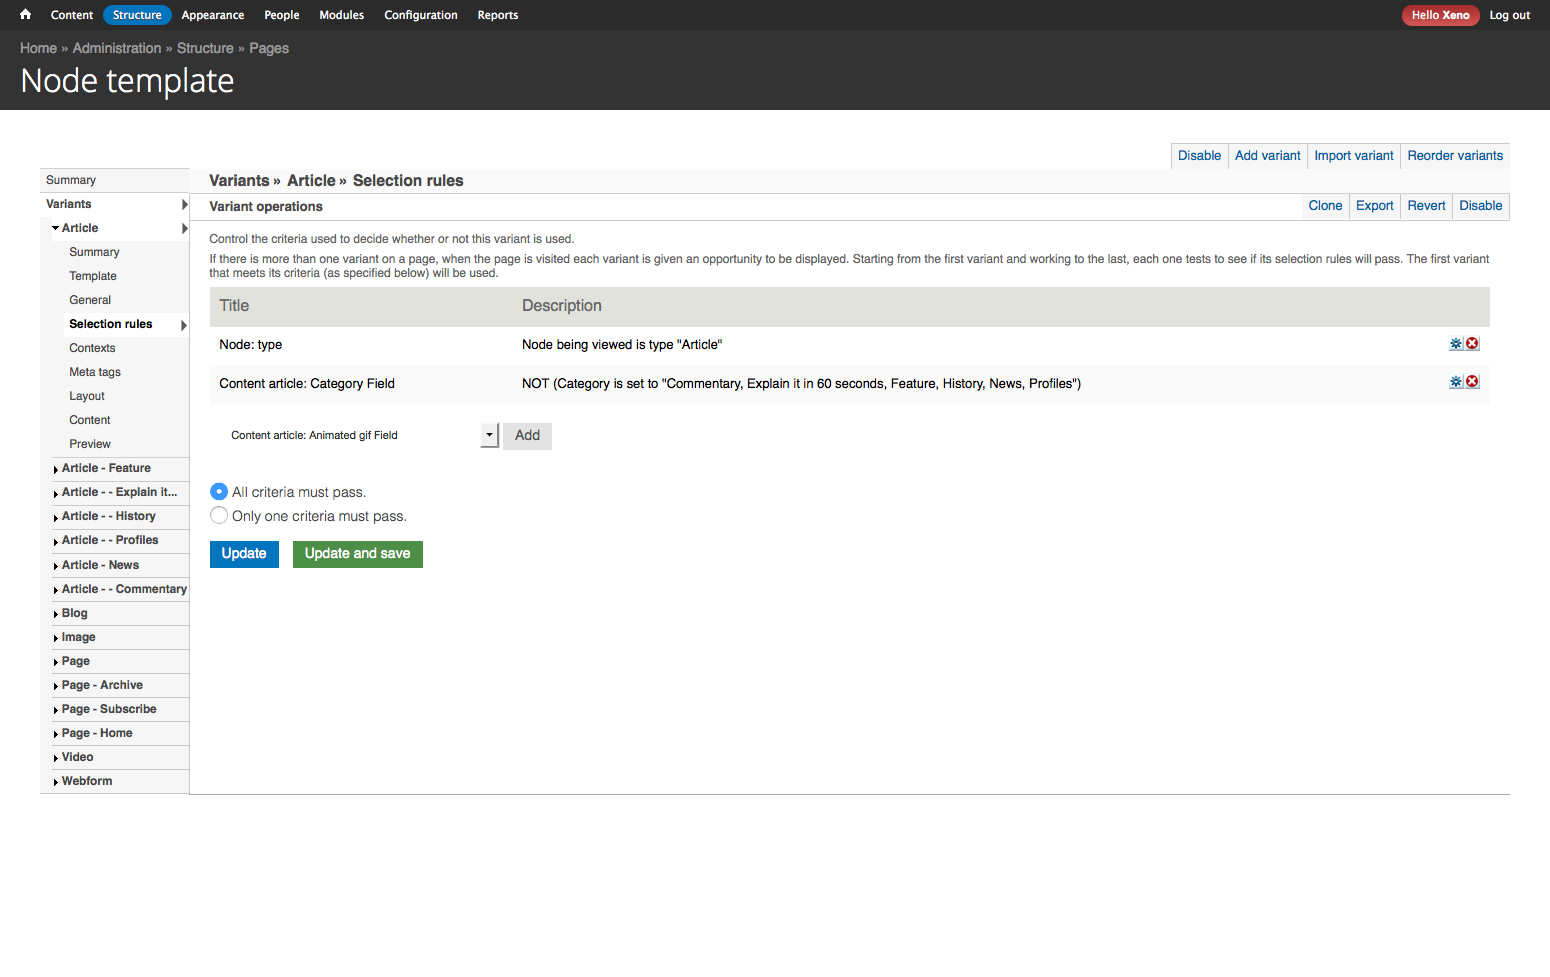 Content Structure Appearance People Modules Configuration Reports Hello Xeno Log out
Home » Administration » Structure » Pages
Node template
Disable Add variant Import variant Reorder variants
Summary
Variants
Article
Summary
Template
General
Selection rules
Contexts
Meta tags
Layout
Content
Preview
Article - Feature
Article - - Explain it...
Article - - History
Article - - Profiles
Article - News
Article - - Commentary
Blog
Image
Page
Page - Archive
Page - Subscribe
Page - Home
Video
Webform
Variants » Article » Selection rules
Variant operations Clone Export Revert Disable
Control the criteria used to decide whether or not this variant is used.
If there is more than one variant on a page, when the page is visited each variant is given an opportunity to be displayed. Starting from the first variant and working to the last, each one tests to see if its selection rules will pass. The first variant
that meets its criteria (as specified below) will be used.
Title Description
Node: type Node being viewed is type "Article"
Content article: Category Field NOT (Category is set to "Commentary, Explain it in 60 seconds, Feature, History, News, Profiles")
Content article: Animated gif Field Add
All criteria must pass.
Only one criteria must pass.
Update Update and save